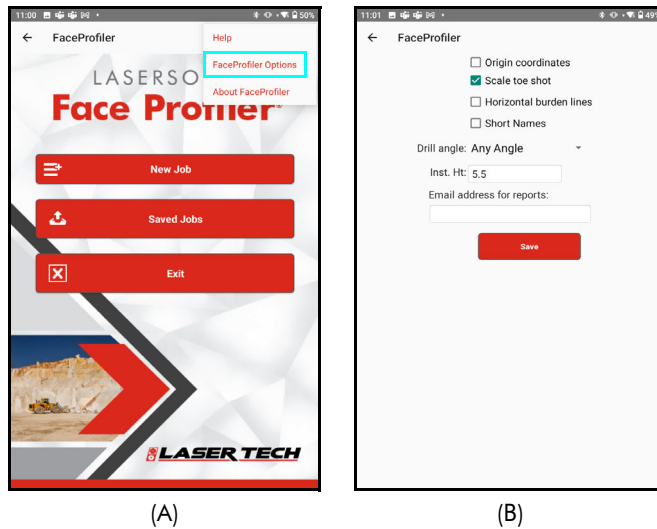 11:00 50%
FaceProfiler
Help
FaceProfiler Options
About FaceProfiler
LASERSO
Face Profiler®
New Job
Saved Jobs
Exit
LASER TECH
(A)
11:01 49%
FaceProfiler
Origin coordinates
Scale toe shot
Horizontal burden lines
Short Names
Drill angle: Any Angle
Inst. Ht: 5.5
Email address for reports:
Save
(B)